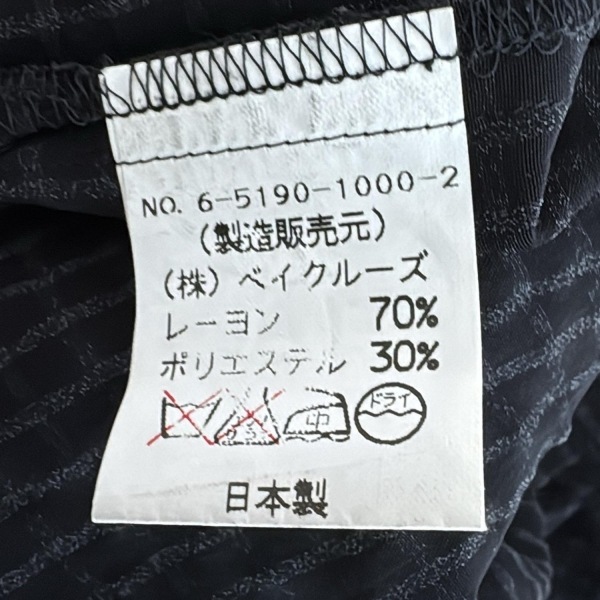 NO. 6-5190-1000-2
(製造販売元)
(株) ベイクルーズ
レーヨン 70%
ポリエステル 30%
中 ドライ
日本製